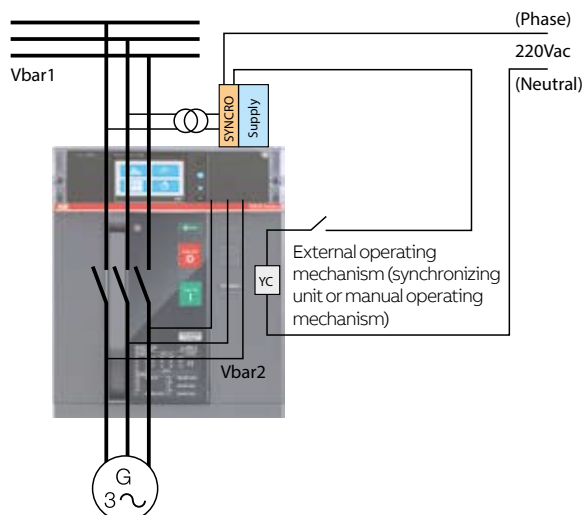 (Phase)
220Vac
(Neutral)
Vbar1
SYNCRO
Supply
External operating
mechanism (synchronizing
unit or manual operating
mechanism)
YC
Vbar2
G
3～